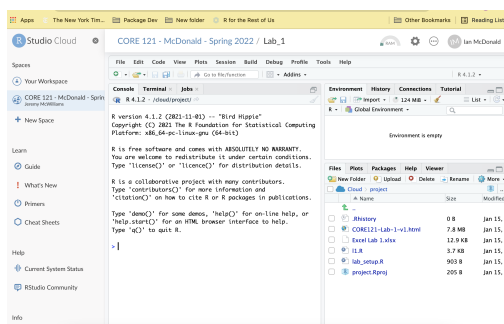 Apps
The New York Tim...
Package Dev
New folder
R for the Rest of Us
Other Bookmarks
Reading List
R Studio Cloud
CORE 121 - McDonald - Spring 2022 / Lab_1
RAM
IM
Ian McDonald
Spaces
Your Workspace
CORE 121 - McDonald - Sprin
Jeremy McWilliams
+ New Space
Learn
Guide
! What's New
Primers
Cheat Sheets
Help
Current System Status
RStudio Community
Info
File Edit Code View Plots Session Build Debug Profile Tools Help
Go to file/function
Addins
R 4.1.2
Console Terminal × Jobs ×
R 4.1.2 · /cloud/project/
R version 4.1.2 (2021-11-01) -- "Bird Hippie"
Copyright (C) 2021 The R Foundation for Statistical Computing
Platform: x86_64-pc-linux-gnu (64-bit)
R is free software and comes with ABSOLUTELY NO WARRANTY.
You are welcome to redistribute it under certain conditions.
Type 'license()' or 'licence()' for distribution details.
R is a collaborative project with many contributors.
Type 'contributors()' for more information and
'citation()' on how to cite R or R packages in publications.
Type 'demo()' for some demos, 'help()' for on-line help, or
'help.start()' for an HTML browser interface to help.
Type 'q()' to quit R.
>
Environment History Connections Tutorial
Import
124 MiB
List
R
Global Environment
Environment is empty
Files Plots Packages Help Viewer
New Folder Upload Delete Rename More
Cloud project
Name Size Modified
..
.Rhistory 0 B Jan 15,
CORE121-Lab-1-v1.html 7.8 MB Jan 15,
Excel Lab 1.xlsx 12.9 KB Jan 15,
l1.R 3.7 KB Jan 15,
lab_setup.R 903 B Jan 15,
project.Rproj 205 B Jan 15,